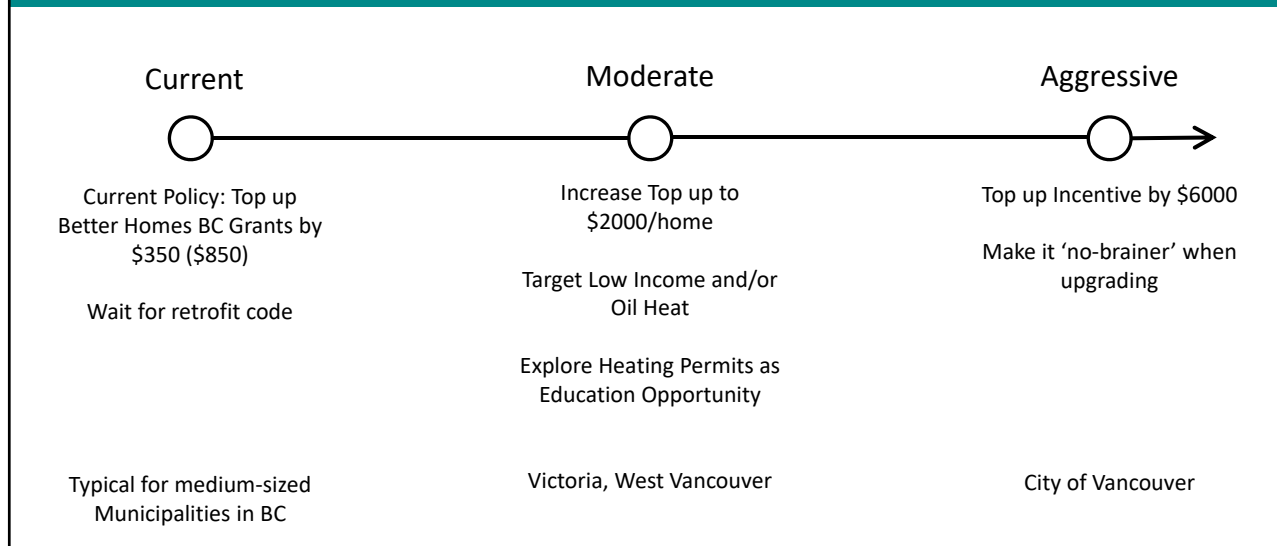 Current
Moderate
Aggressive
Current Policy: Top up
Better Homes BC Grants by
$350 ($850)
Wait for retrofit code
Typical for medium-sized
Municipalities in BC
Increase Top up to
$2000/home
Target Low Income and/or
Oil Heat
Explore Heating Permits as
Education Opportunity
Victoria, West Vancouver
Top up Incentive by $6000
Make it ‘no-brainer’ when
upgrading
City of Vancouver